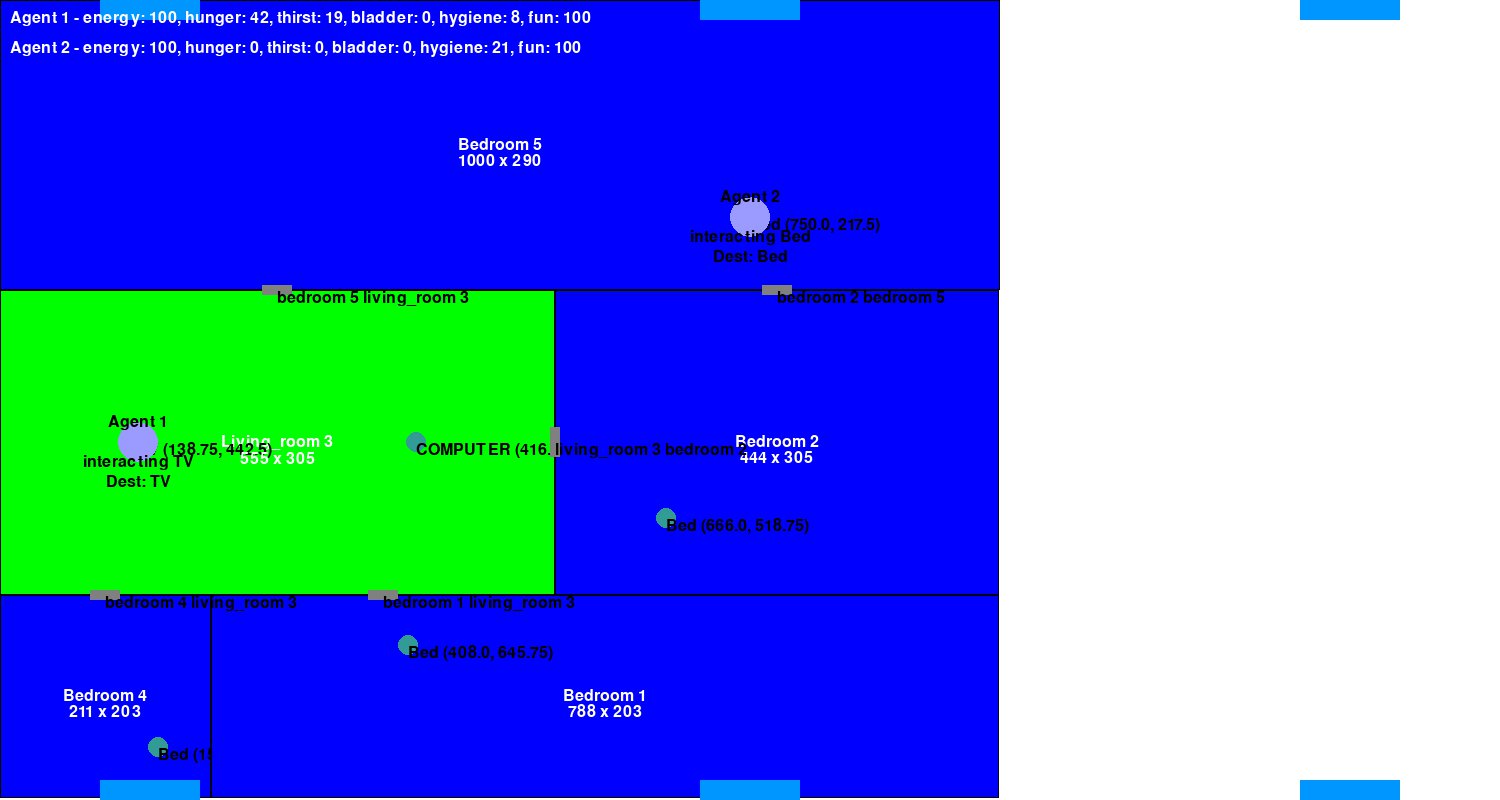 Agent 1 - energy: 100, hunger: 42, thirst: 19, bladder: 0, hygiene: 8, fun: 100
Agent 2 - energy: 100, hunger: 0, thirst: 0, bladder: 0, hygiene: 21, fun: 100
Bedroom 5
1000 x 290
Agent 2
(750.0, 217.5)
interacting Bed
Dest: Bed
bedroom 5 living_room 3
bedroom 2 bedroom 5
Agent 1
(138.75, 442.5)
interacting TV
Dest: TV
Living_room 3
555 x 305
COMPUTER (416.
living_room 3 bedroom 2
Bedroom 2
444 x 305
Bed (666.0, 518.75)
bedroom 4 living_room 3
bedroom 1 living_room 3
Bed (408.0, 645.75)
Bedroom 4
211 x 203
Bedroom 1
788 x 203
Bed (15